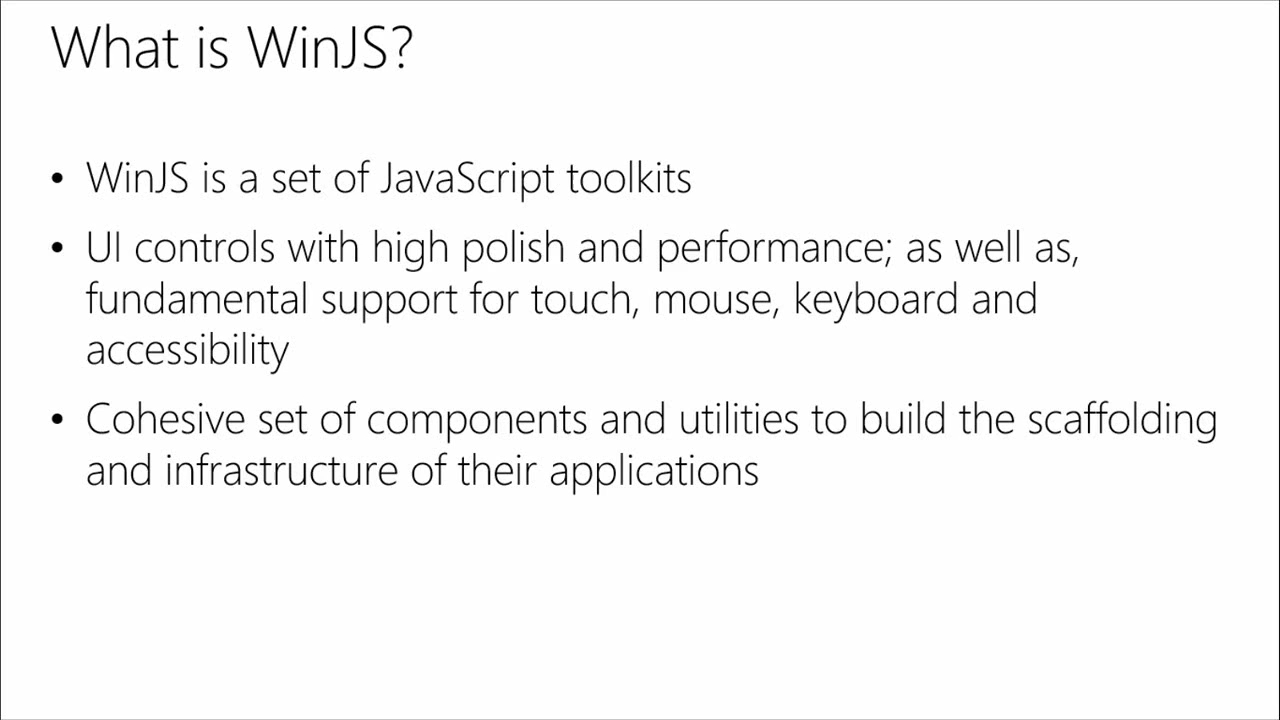 What is WinJS?
• WinJS is a set of JavaScript toolkits
• UI controls with high polish and performance; as well as,
fundamental support for touch, mouse, keyboard and
accessibility
• Cohesive set of components and utilities to build the scaffolding
and infrastructure of their applications